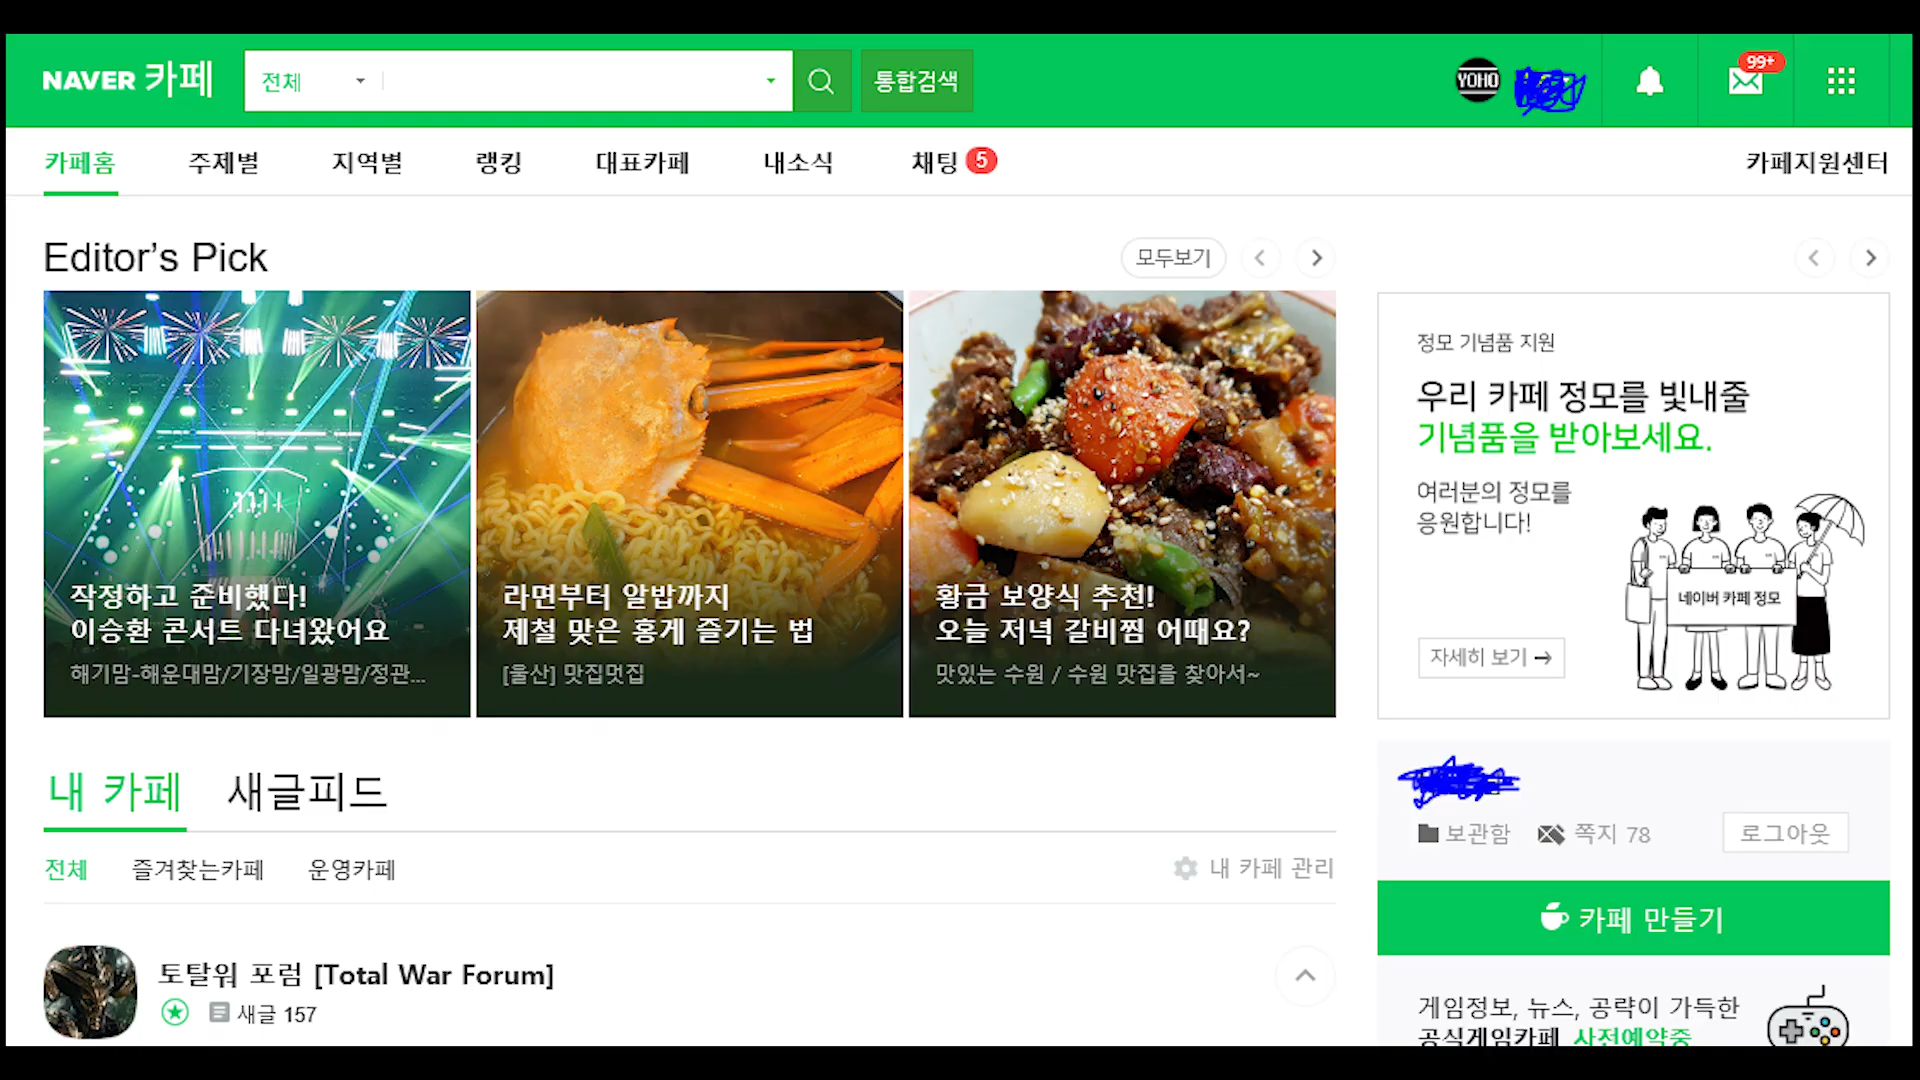 NAVER 카페
전체
통합검색
YOHO
99+
카페홈 주제별 지역별 랭킹 대표카페 내소식 채팅 5 카페지원센터
Editor's Pick
모두보기
작정하고 준비했다!
이승환 콘서트 다녀왔어요
해기맘-해운대맘/기장맘/일광맘/정관...
라면부터 알밥까지
제철 맞은 홍게 즐기는 법
[울산] 맛집멋집
황금 보양식 추천!
오늘 저녁 갈비찜 어때요?
맛있는 수원 / 수원 맛집을 찾아서~
정모 기념품 지원
우리 카페 정모를 빛내줄
기념품을 받아보세요.
여러분의 정모를
응원합니다!
네이버 카페 정모
자세히 보기 →
내 카페 새글피드
전체 즐겨찾는카페 운영카페
내 카페 관리
토탈워 포럼 [Total War Forum]
새글 157
보관함 쪽지 78 로그아웃
카페 만들기
게임정보, 뉴스, 공략이 가득한
공식게임카페 사전예약중